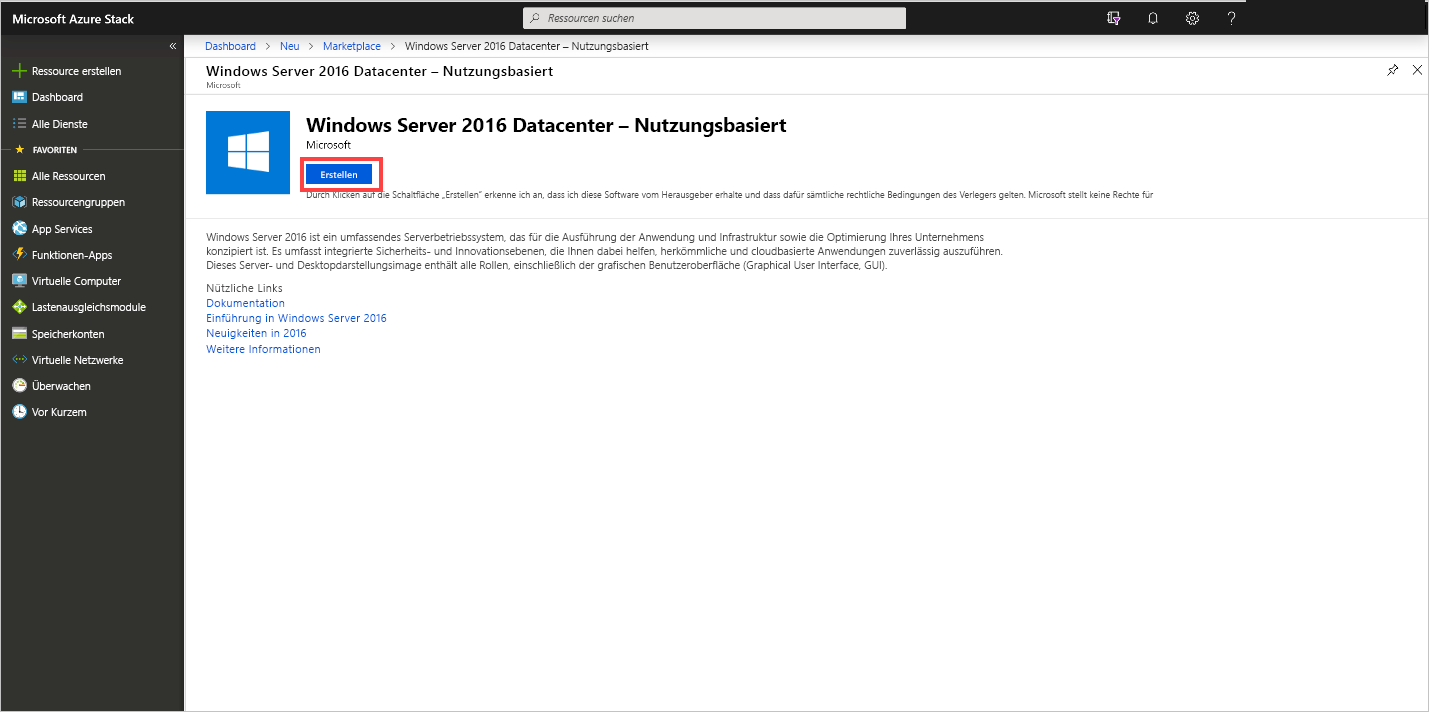 Microsoft Azure Stack
Ressourcen suchen
?
«
Dashboard > Neu > Marketplace > Windows Server 2016 Datacenter – Nutzungsbasiert
Ressource erstellen
Dashboard
Alle Dienste
FAVORITEN
Alle Ressourcen
Ressourcengruppen
App Services
Funktionen-Apps
Virtuelle Computer
Lastenausgleichsmodule
Speicherkonten
Virtuelle Netzwerke
Überwachen
Vor Kurzem
Windows Server 2016 Datacenter – Nutzungsbasiert
Microsoft
Windows Server 2016 Datacenter – Nutzungsbasiert
Microsoft
Erstellen
Durch Klicken auf die Schaltfläche „Erstellen“ erkenne ich an, dass ich diese Software vom Herausgeber erhalte und dass dafür sämtliche rechtliche Bedingungen des Verlegers gelten. Microsoft stellt keine Rechte für
Windows Server 2016 ist ein umfassendes Serverbetriebssystem, das für die Ausführung der Anwendung und Infrastruktur sowie die Optimierung Ihres Unternehmens
konzipiert ist. Es umfasst integrierte Sicherheits- und Innovationsebenen, die Ihnen dabei helfen, herkömmliche und cloudbasierte Anwendungen zuverlässig auszuführen.
Dieses Server- und Desktopdarstellungsimage enthält alle Rollen, einschließlich der grafischen Benutzeroberfläche (Graphical User Interface, GUI).
Nützliche Links
Dokumentation
Einführung in Windows Server 2016
Neuigkeiten in 2016
Weitere Informationen